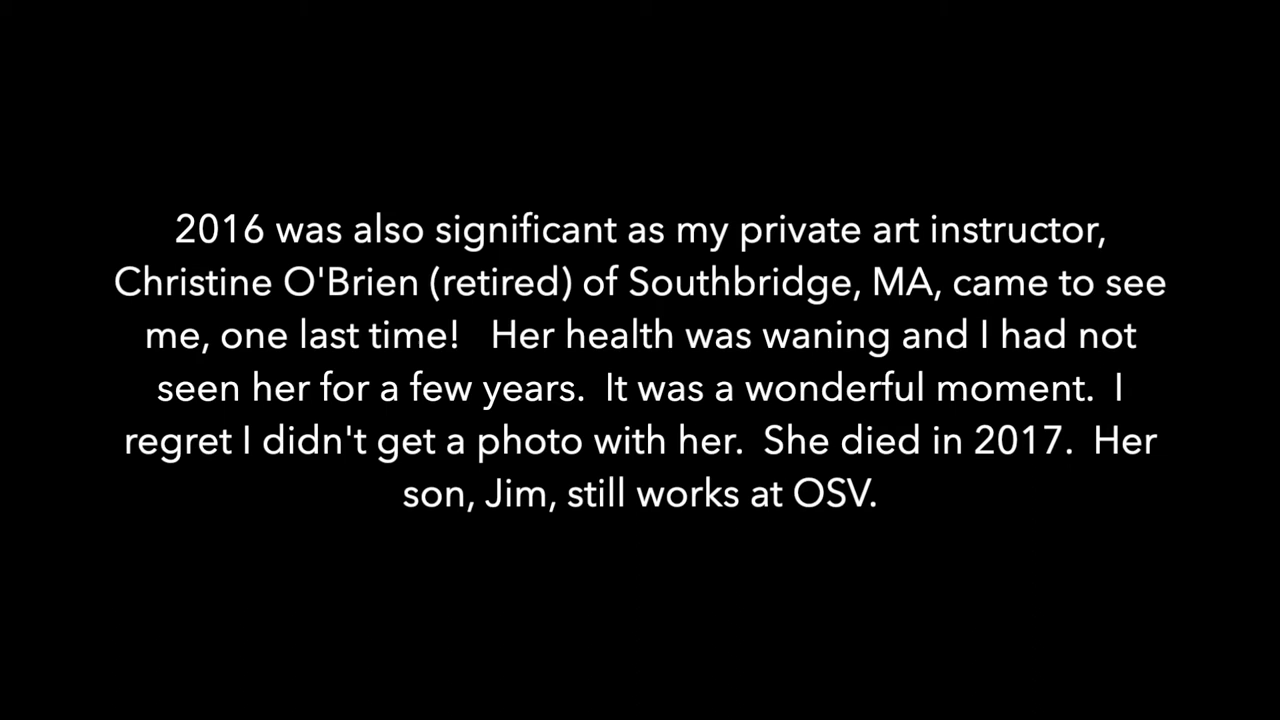 2016 was also significant as my private art instructor,
Christine O'Brien (retired) of Southbridge, MA, came to see
me, one last time!   Her health was waning and I had not
seen her for a few years.  It was a wonderful moment.  I
regret I didn't get a photo with her.  She died in 2017.  Her
son, Jim, still works at OSV.